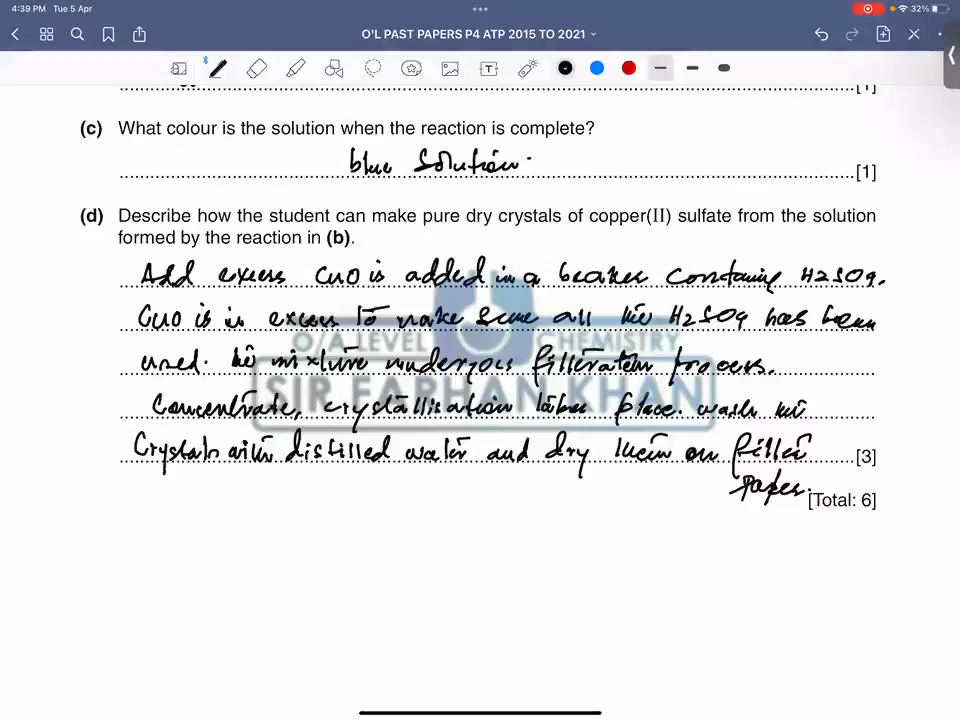 4:39 PM Tue 5 Apr
32%
O'L PAST PAPERS P4 ATP 2015 TO 2021
[1]
(c) What colour is the solution when the reaction is complete?
blue solution.
[1]
(d) Describe how the student can make pure dry crystals of copper(II) sulfate from the solution
formed by the reaction in (b).
Add excess CuO is added in a beaker containing H2SO4.
CuO is in excess to make sure all the H2SO4 has been
O/A LEVEL CHEMISTRY
used. The mixture undergoes filteration process.
SIR FARHAN KHAN
Concentrate, crystallisation takes place. wash the
Crystals with distilled water and dry them on filter
[3]
paper.
[Total: 6]